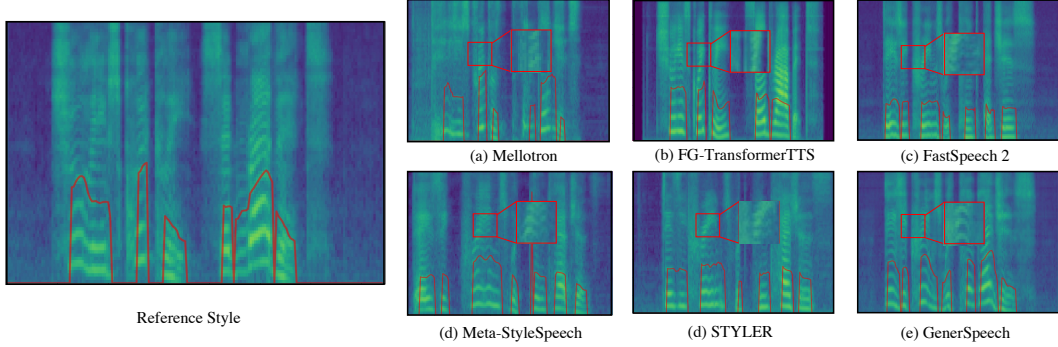 Reference Style
(a) Mellotron
(b) FG-TransformerTTS
(c) FastSpeech 2
(d) Meta-StyleSpeech
(d) STYLER
(e) GenerSpeech